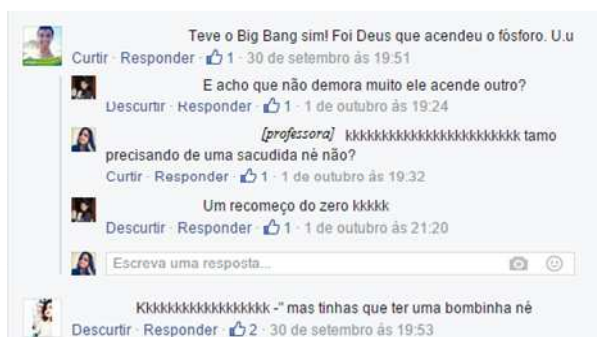 Teve o Big Bang sim! Foi Deus que acendeu o fósforo. U.u
Curtir · Responder · 1 · 30 de setembro às 19:51
E acho que não demora muito ele acende outro?
Descurtir · Responder · 1 · 1 de outubro às 19:24
[professora] kkkkkkkkkkkkkkkkkkkkkkkkk tamo
precisando de uma sacudida né não?
Curtir · Responder · 1 · 1 de outubro às 19:32
Um recomeço do zero kkkkk
Descurtir · Responder · 1 · 1 de outubro às 21:20
Escreva uma resposta...
Kkkkkkkkkkkkkkkkkk -" mas tinhas que ter uma bombinha né
Descurtir · Responder · 2 · 30 de setembro às 19:53